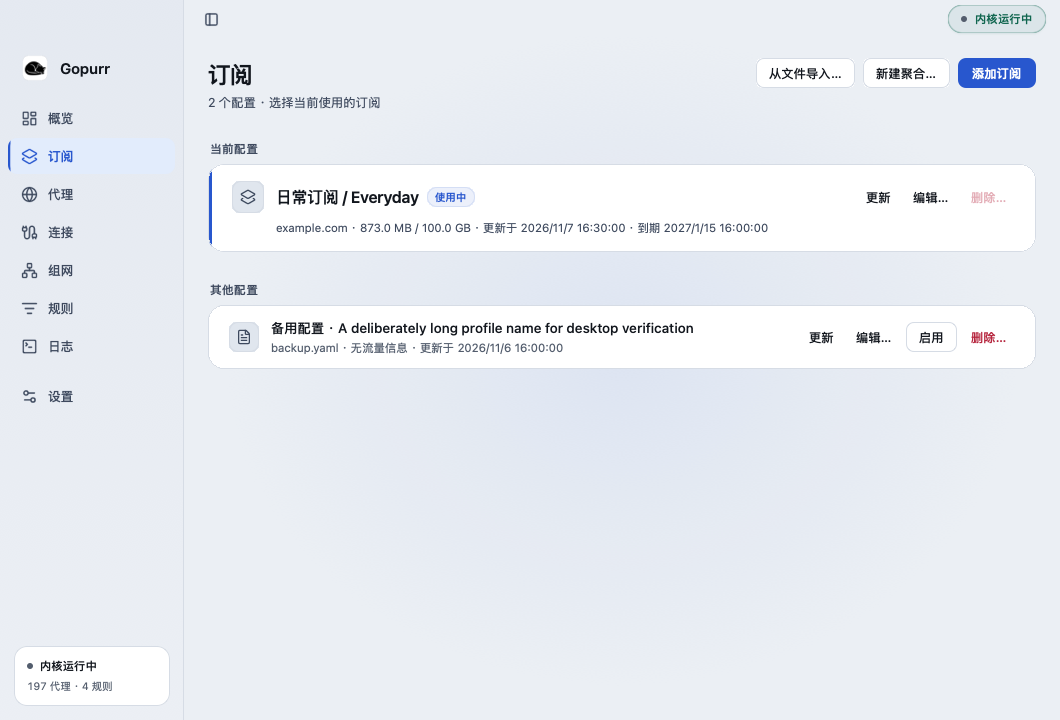 内核运行中
Gopurr
概览
订阅
代理
连接
组网
规则
日志
设置
内核运行中
197 代理 · 4 规则
订阅
2 个配置 · 选择当前使用的订阅
从文件导入...
新建聚合...
添加订阅
当前配置
日常订阅 / Everyday
使用中
更新
编辑...
删除...
example.com · 873.0 MB / 100.0 GB · 更新于 2026/11/7 16:30:00 · 到期 2027/1/15 16:00:00
其他配置
备用配置 · A deliberately long profile name for desktop verification
backup.yaml · 无流量信息 · 更新于 2026/11/6 16:00:00
更新
编辑...
启用
删除...